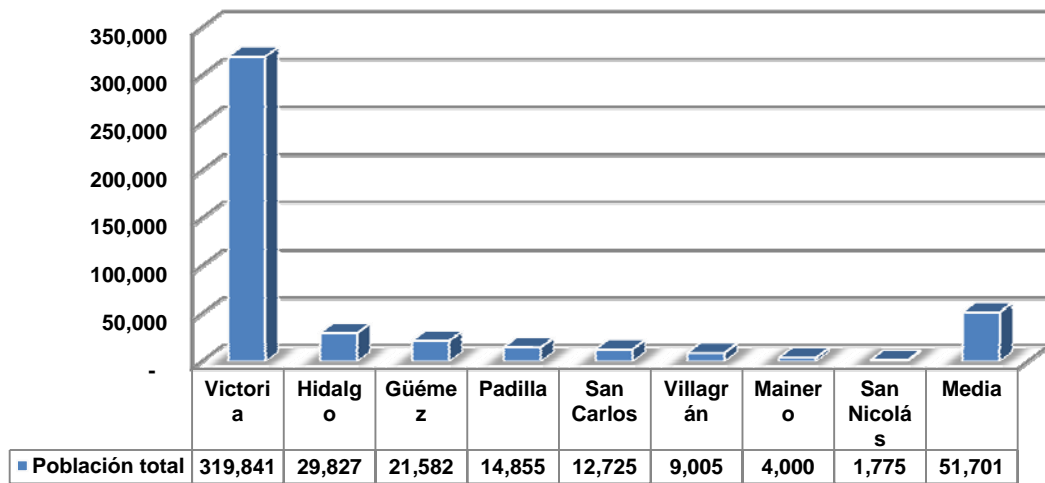 350,000
300,000
250,000
200,000
150,000
100,000
50,000
-
Victori Hidalg Güéme Padilla San Villagr Mainer San Media
a o z Carlos án o Nicolá
s
Población total 319,841 29,827 21,582 14,855 12,725 9,005 4,000 1,775 51,701